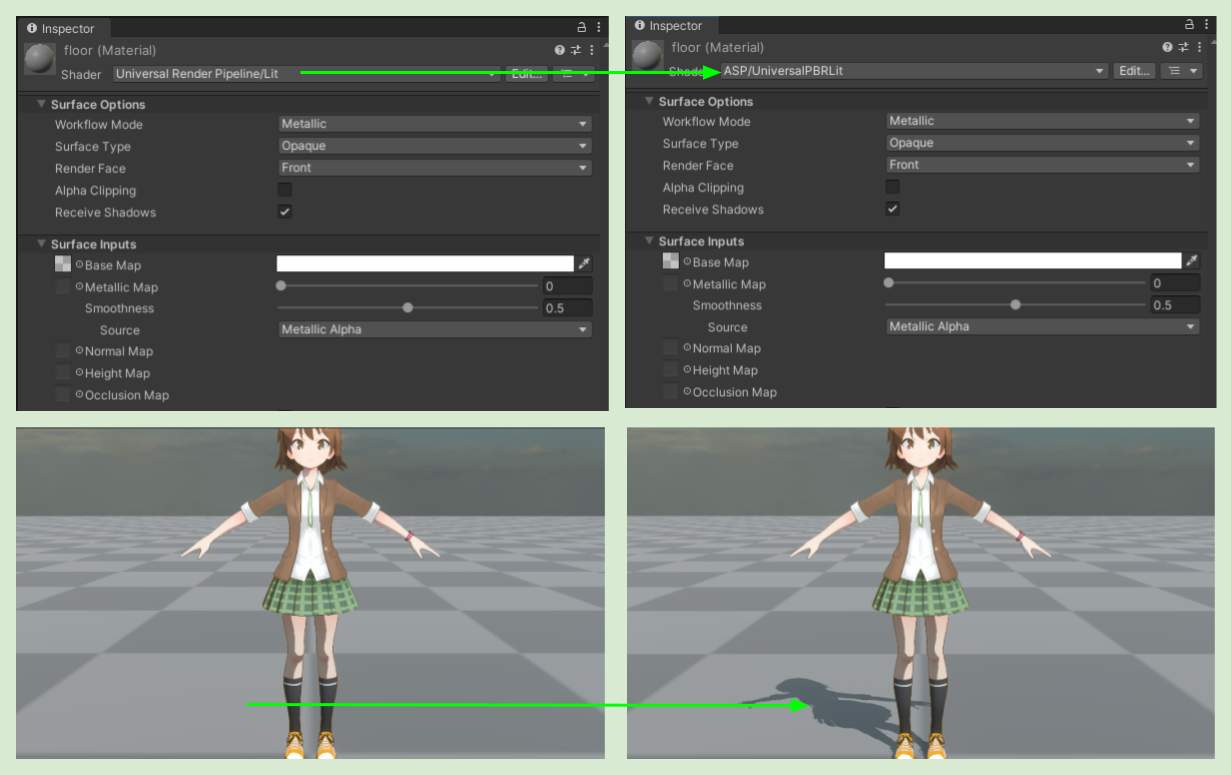 Inspector
floor (Material)
Shader Universal Render Pipeline/Lit Edit...
Surface Options
Workflow Mode Metallic
Surface Type Opaque
Render Face Front
Alpha Clipping
Receive Shadows
Surface Inputs
Base Map
Metallic Map 0
Smoothness 0.5
Source Metallic Alpha
Normal Map
Height Map
Occlusion Map
Inspector
floor (Material)
Shader ASP/UniversalPBRLit Edit...
Surface Options
Workflow Mode Metallic
Surface Type Opaque
Render Face Front
Alpha Clipping
Receive Shadows
Surface Inputs
Base Map
Metallic Map 0
Smoothness 0.5
Source Metallic Alpha
Normal Map
Height Map
Occlusion Map